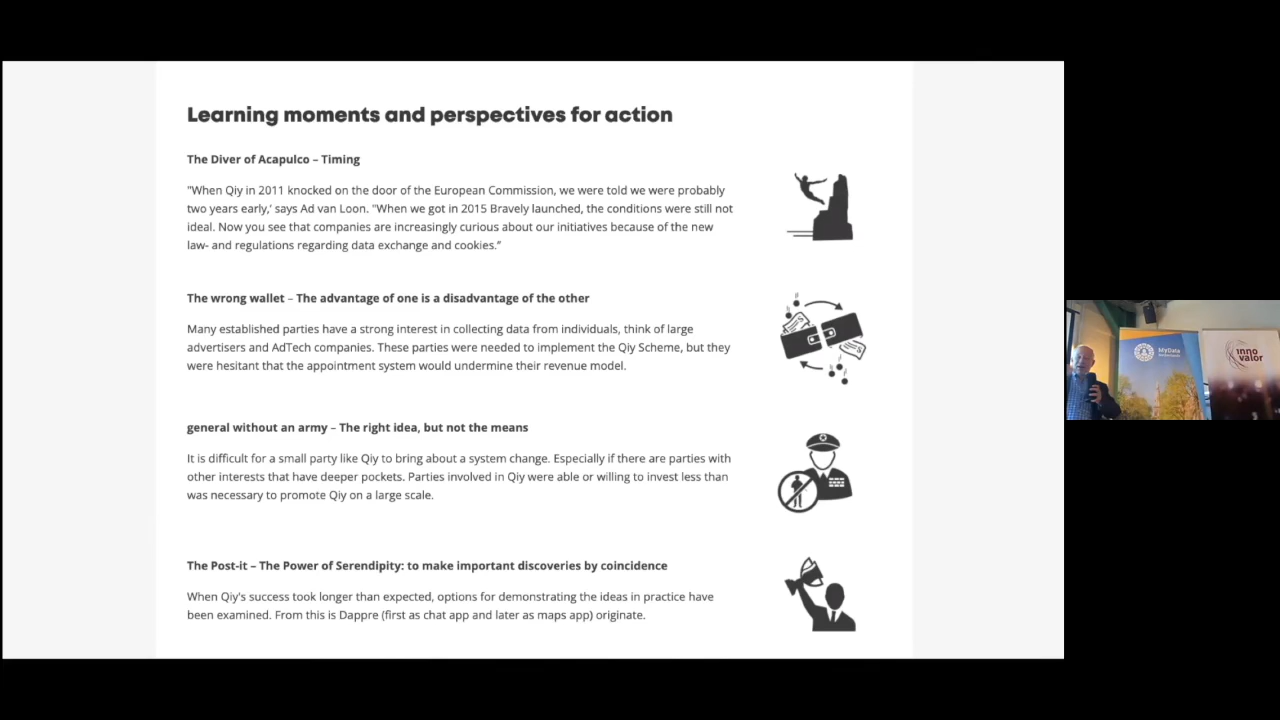 Learning moments and perspectives for action
The Diver of Acapulco – Timing
"When Qiy in 2011 knocked on the door of the European Commission, we were told we were probably
two years early,' says Ad van Loon. "When we got in 2015 Bravely launched, the conditions were still not
ideal. Now you see that companies are increasingly curious about our initiatives because of the new
law- and regulations regarding data exchange and cookies.”
The wrong wallet – The advantage of one is a disadvantage of the other
Many established parties have a strong interest in collecting data from individuals, think of large
advertisers and AdTech companies. These parties were needed to implement the Qiy Scheme, but they
were hesitant that the appointment system would undermine their revenue model.
general without an army – The right idea, but not the means
It is difficult for a small party like Qiy to bring about a system change. Especially if there are parties with
other interests that have deeper pockets. Parties involved in Qiy were able or willing to invest less than
was necessary to promote Qiy on a large scale.
The Post-it – The Power of Serendipity: to make important discoveries by coincidence
When Qiy's success took longer than expected, options for demonstrating the ideas in practice have
been examined. From this is Dappre (first as chat app and later as maps app) originate.
MyData
inno
valor